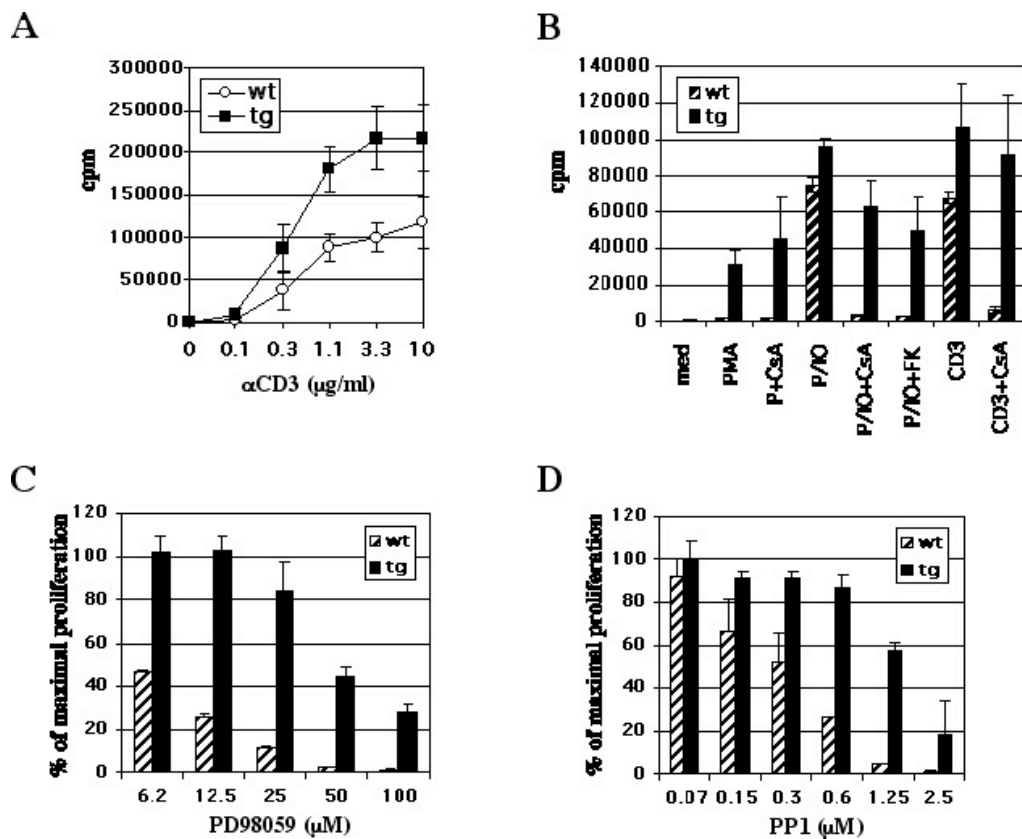 A
300000
250000
200000
150000
100000
50000
0
cpm
wt
tg
0 0.1 0.3 1.1 3.3 10
αCD3 (μg/ml)
B
140000
120000
100000
80000
60000
40000
20000
0
cpm
wt
tg
med
PMA
P+CsA
P/IO
P/IO+CsA
P/IO+FK
CD3
CD3+CsA
C
120
100
80
60
40
20
0
% of maximal proliferation
wt
tg
6.2 12.5 25 50 100
PD98059 (μM)
D
120
100
80
60
40
20
0
% of maximal proliferation
wt
tg
0.07 0.15 0.3 0.6 1.25 2.5
PP1 (μM)